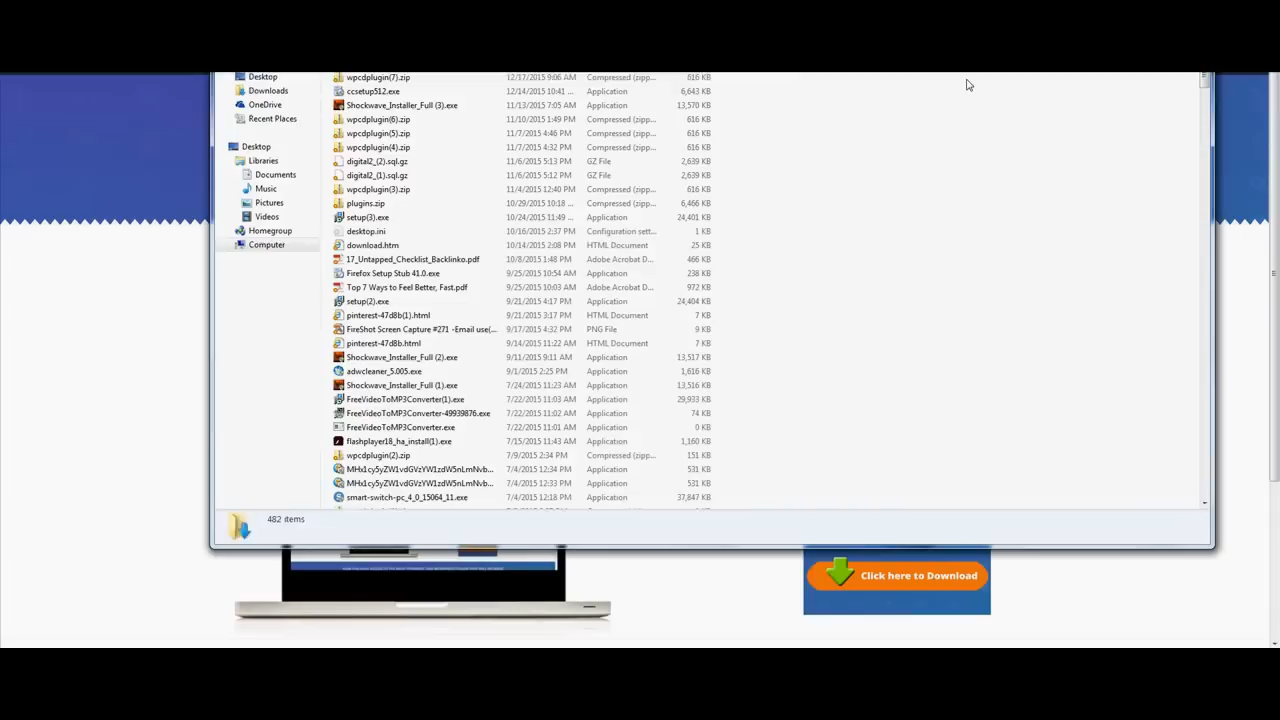 Desktop
Downloads
OneDrive
Recent Places
Desktop
Libraries
Documents
Music
Pictures
Videos
Homegroup
Computer
wpcdplugin(7).zip 12/17/2015 9:06 AM Compressed (zipp... 616 KB
ccsetup512.exe 12/14/2015 10:41 ... Application 6,643 KB
Shockwave_Installer_Full (3).exe 11/13/2015 7:05 AM Application 13,570 KB
wpcdplugin(6).zip 11/10/2015 1:49 PM Compressed (zipp... 616 KB
wpcdplugin(5).zip 11/7/2015 4:46 PM Compressed (zipp... 616 KB
wpcdplugin(4).zip 11/7/2015 4:32 PM Compressed (zipp... 616 KB
digital2_(2).sql.gz 11/6/2015 5:13 PM GZ File 2,639 KB
digital2_(1).sql.gz 11/6/2015 5:12 PM GZ File 2,639 KB
wpcdplugin(3).zip 11/4/2015 12:40 PM Compressed (zipp... 616 KB
plugins.zip 10/29/2015 10:18 ... Compressed (zipp... 6,466 KB
setup(3).exe 10/24/2015 11:49 ... Application 24,401 KB
desktop.ini 10/16/2015 2:37 PM Configuration sett... 1 KB
download.htm 10/14/2015 2:08 PM HTML Document 25 KB
17_Untapped_Checklist_Backlinko.pdf 10/8/2015 1:48 PM Adobe Acrobat D... 466 KB
Firefox Setup Stub 41.0.exe 9/25/2015 10:54 AM Application 238 KB
Top 7 Ways to Feel Better, Fast.pdf 9/25/2015 10:03 AM Adobe Acrobat D... 972 KB
setup(2).exe 9/21/2015 4:17 PM Application 24,404 KB
pinterest-47d8b(1).html 9/21/2015 3:17 PM HTML Document 7 KB
FireShot Screen Capture #271 -Email use(... 9/17/2015 4:32 PM PNG File 9 KB
pinterest-47d8b.html 9/14/2015 11:22 AM HTML Document 7 KB
Shockwave_Installer_Full (2).exe 9/11/2015 9:11 AM Application 13,517 KB
adwcleaner_5.005.exe 9/1/2015 2:25 PM Application 1,616 KB
Shockwave_Installer_Full (1).exe 7/24/2015 11:23 AM Application 13,516 KB
FreeVideoToMP3Converter(1).exe 7/22/2015 11:03 AM Application 29,933 KB
FreeVideoToMP3Converter-49939876.exe 7/22/2015 11:02 AM Application 74 KB
FreeVideoToMP3Converter.exe 7/22/2015 11:01 AM Application 0 KB
flashplayer18_ha_install(1).exe 7/15/2015 11:43 AM Application 1,160 KB
wpcdplugin(2).zip 7/9/2015 2:34 PM Compressed (zipp... 151 KB
MHx1cy5yZW1vdGVzYW1zdW5nLmNvb... 7/4/2015 12:34 PM Application 531 KB
MHx1cy5yZW1vdGVzYW1zdW5nLmNvb... 7/4/2015 12:33 PM Application 531 KB
smart-switch-pc_4_0_15064_11.exe 7/4/2015 12:18 PM Application 37,847 KB
482 items
Click here to Download